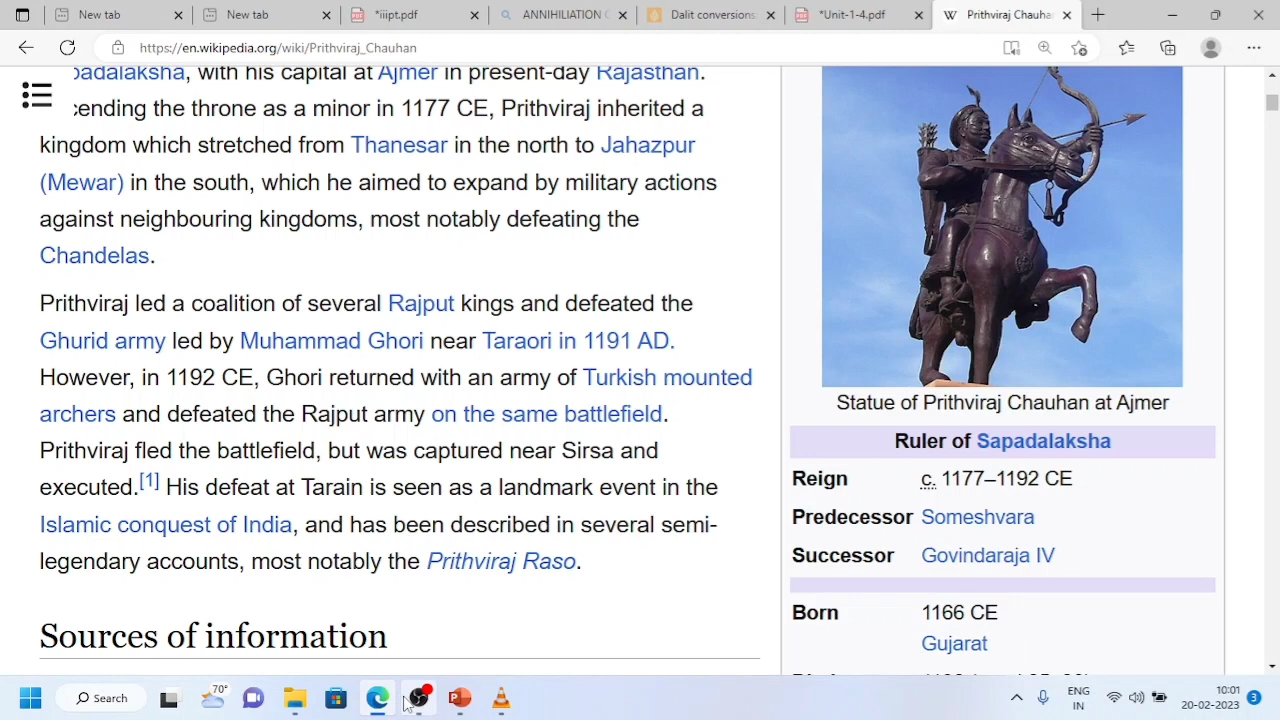 New tab
New tab
*iiipt.pdf
ANNIHILIATION
Dalit conversions
*Unit-1-4.pdf
Prithviraj Chauha
https://en.wikipedia.org/wiki/Prithviraj_Chauhan
padalaksha, with his capital at Ajmer in present-day Rajasthan.
cending the throne as a minor in 1177 CE, Prithviraj inherited a
kingdom which stretched from Thanesar in the north to Jahazpur
(Mewar) in the south, which he aimed to expand by military actions
against neighbouring kingdoms, most notably defeating the
Chandelas.
Prithviraj led a coalition of several Rajput kings and defeated the
Ghurid army led by Muhammad Ghori near Taraori in 1191 AD.
However, in 1192 CE, Ghori returned with an army of Turkish mounted
archers and defeated the Rajput army on the same battlefield.
Prithviraj fled the battlefield, but was captured near Sirsa and
executed.[1] His defeat at Tarain is seen as a landmark event in the
Islamic conquest of India, and has been described in several semi-
legendary accounts, most notably the Prithviraj Raso.
Sources of information
Statue of Prithviraj Chauhan at Ajmer
Ruler of Sapadalaksha
Reign c. 1177–1192 CE
Predecessor Someshvara
Successor Govindaraja IV
Born 1166 CE
Gujarat
Search
70°
ENG
IN
10:01
20-02-2023
3